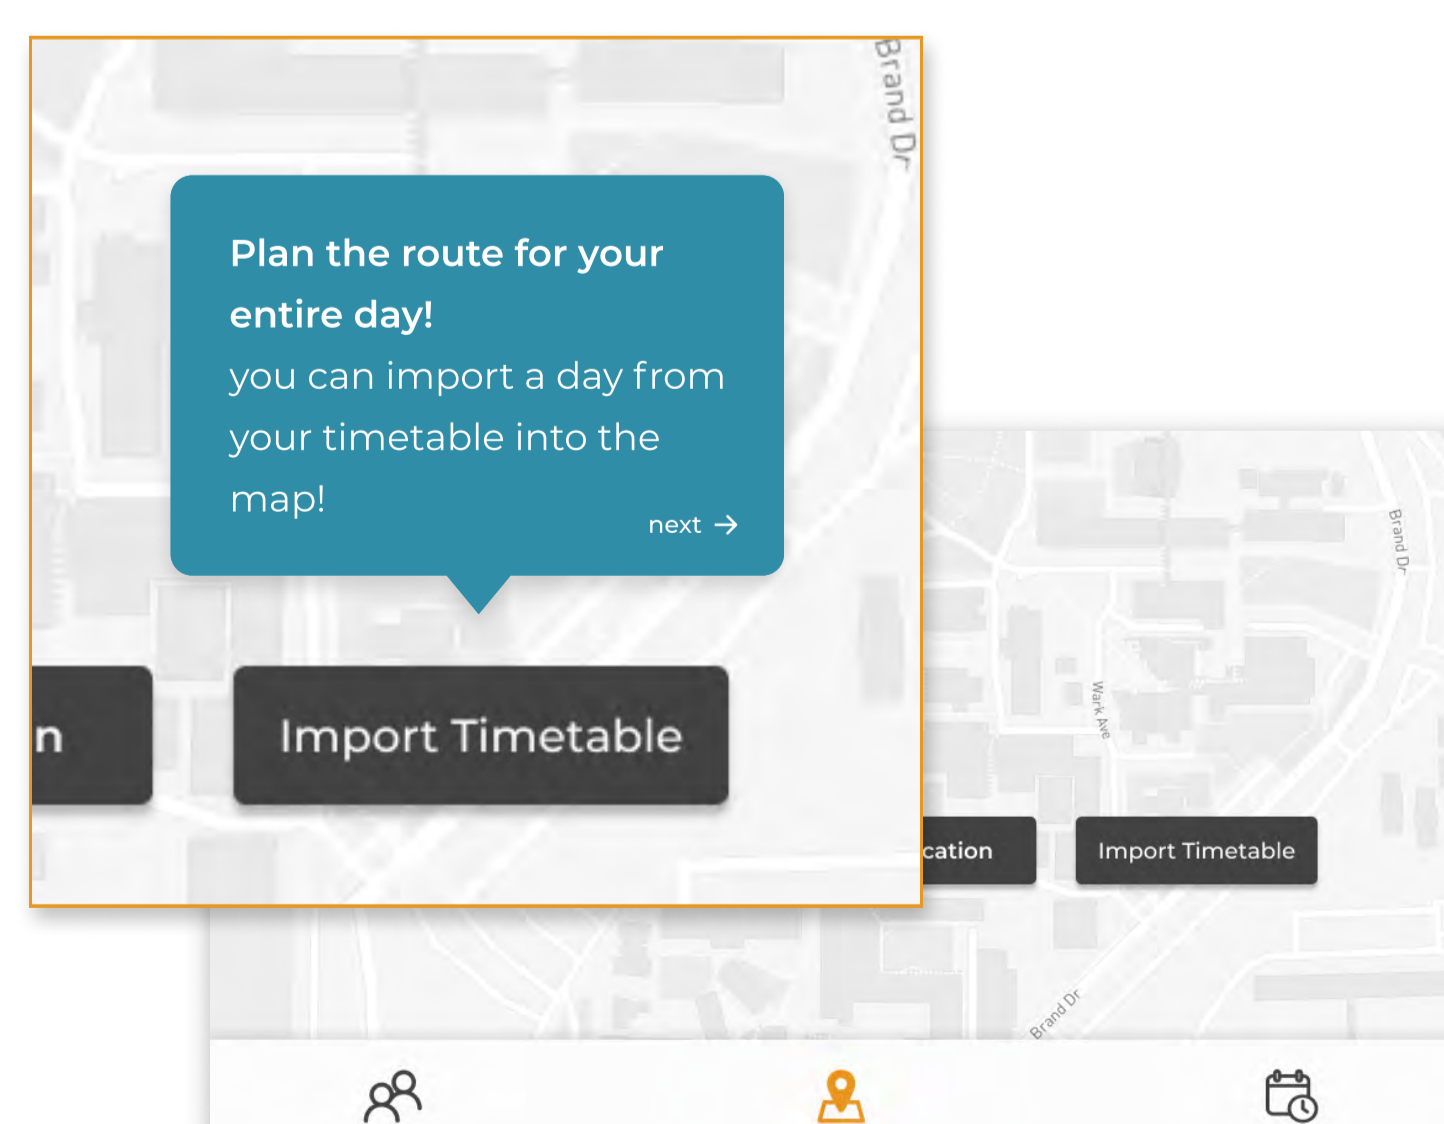 Brand Dr
Plan the route for your
entire day!
you can import a day from
your timetable into the
map!
next →
n
Import Timetable
Brand Dr
Wark Ave
cation
Import Timetable
Brand Dr